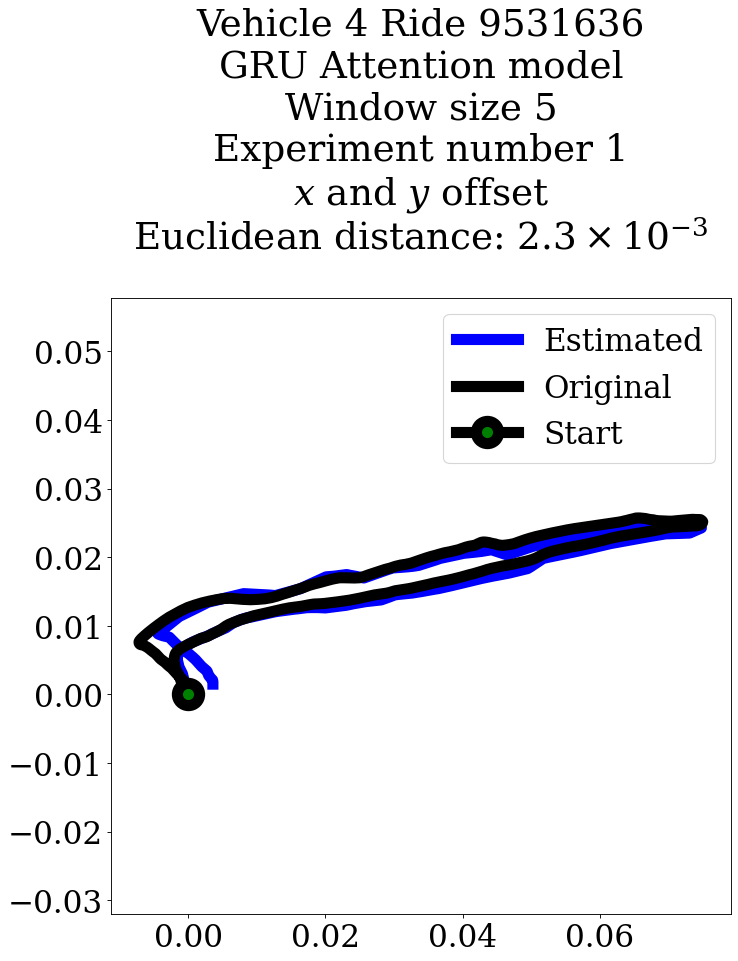 Vehicle 4 Ride 9531636
GRU Attention model
Window size 5
Experiment number 1
x and y offset
Euclidean distance: 2.3 × 10⁻³
Estimated
Original
Start
0.05
0.04
0.03
0.02
0.01
0.00
−0.01
−0.02
−0.03
0.00 0.02 0.04 0.06